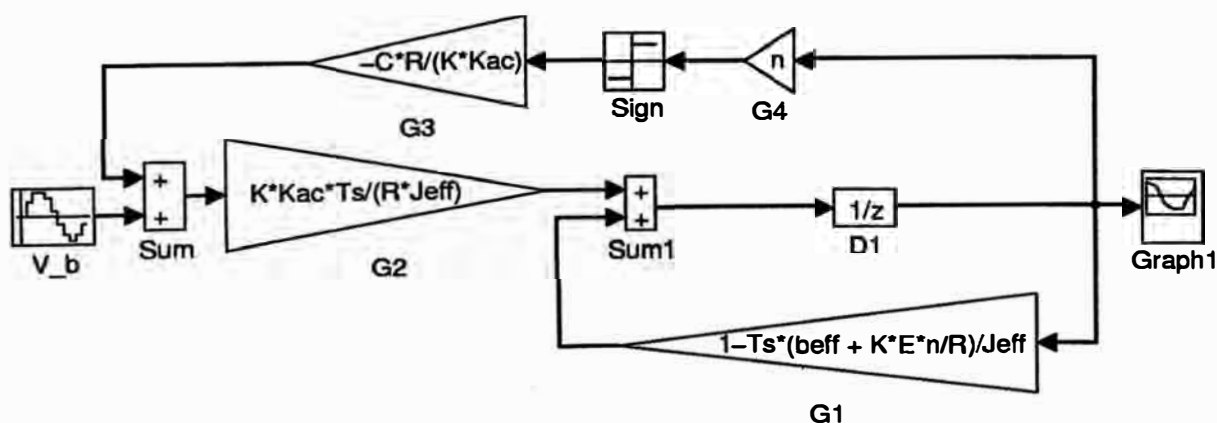 –C*R/(K*Kac)
G3
Sign
n
G4
V_b
+
+
Sum
K*Kac*Ts/(R*Jeff)
G2
+
+
Sum1
1/z
D1
Graph1
1–Ts*(beff + K*E*n/R)/Jeff
G1